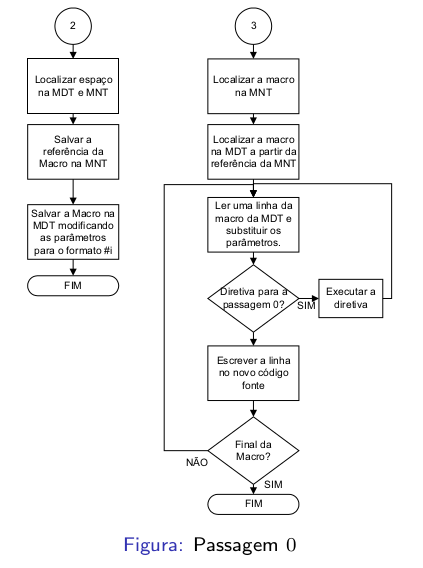 2
Localizar espaço
na MDT e MNT
Salvar a
referência da
Macro na MNT
Salvar a Macro na
MDT modificando
as parâmetros
para o formato #i
FIM
3
Localizar a macro
na MNT
Localizar a macro
na MDT a partir da
referência da MNT
Ler uma linha da
macro da MDT e
substituir os
parâmetros.
Diretiva para a
passagem 0?
SIM
Executar a
diretiva
Escrever a linha
no novo código
fonte
Final da
Macro?
NÃO
SIM
FIM
Figura: Passagem 0